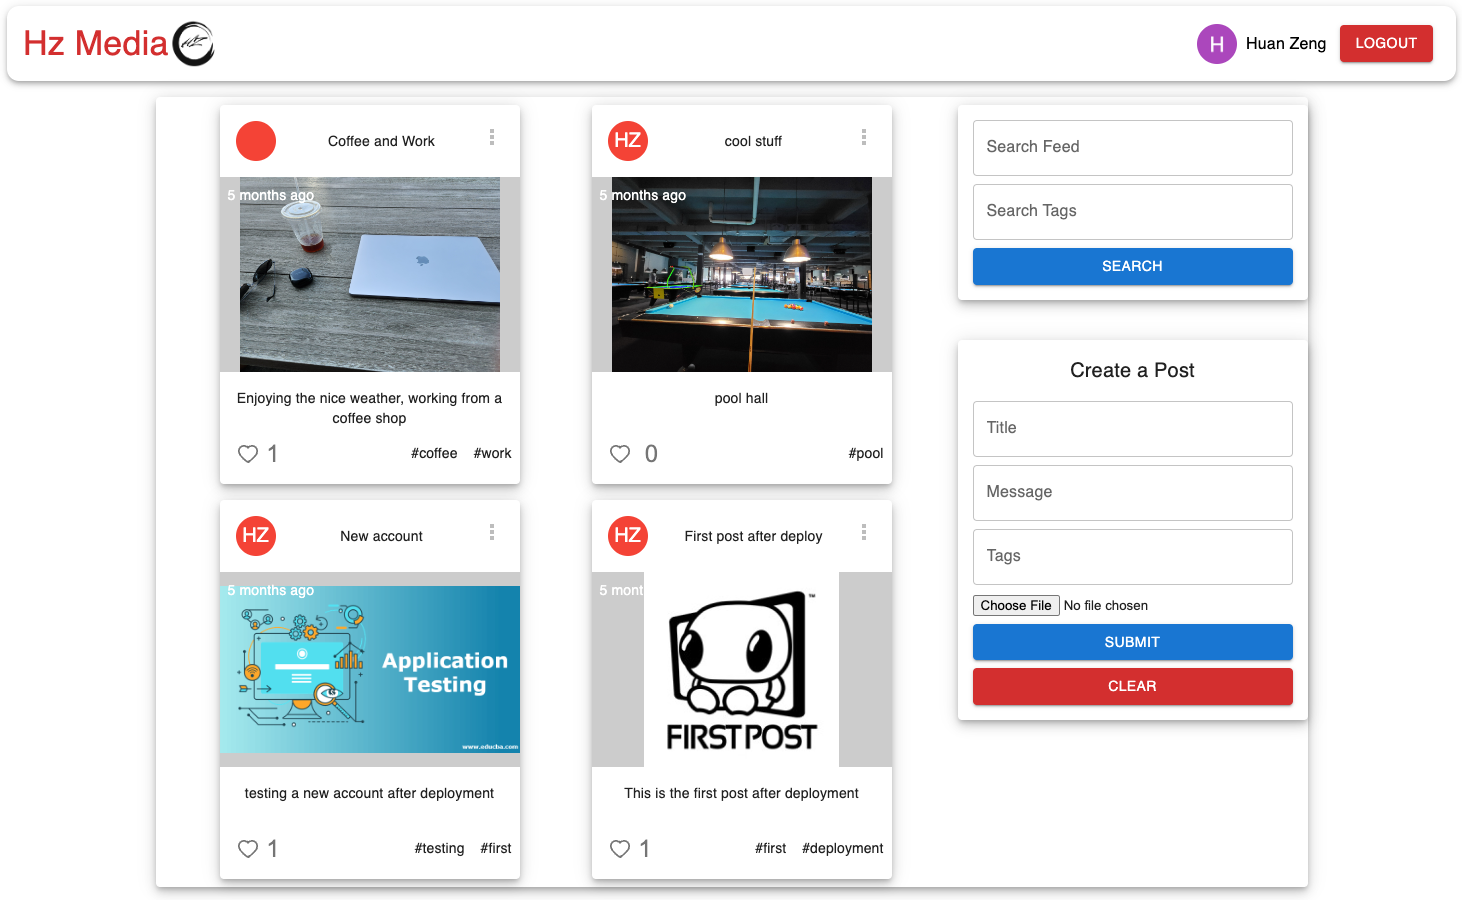 Hz Media
H
Huan Zeng
LOGOUT
Coffee and Work
5 months ago
Enjoying the nice weather, working from a
coffee shop
1
#coffee #work
HZ
cool stuff
5 months ago
pool hall
0
#pool
HZ
New account
5 months ago
Application
Testing
www.educba.com
testing a new account after deployment
1
#testing #first
HZ
First post after deploy
5 mont
FIRST POST
TM
This is the first post after deployment
1
#first #deployment
Search Feed
Search Tags
SEARCH
Create a Post
Title
Message
Tags
Choose File No file chosen
SUBMIT
CLEAR